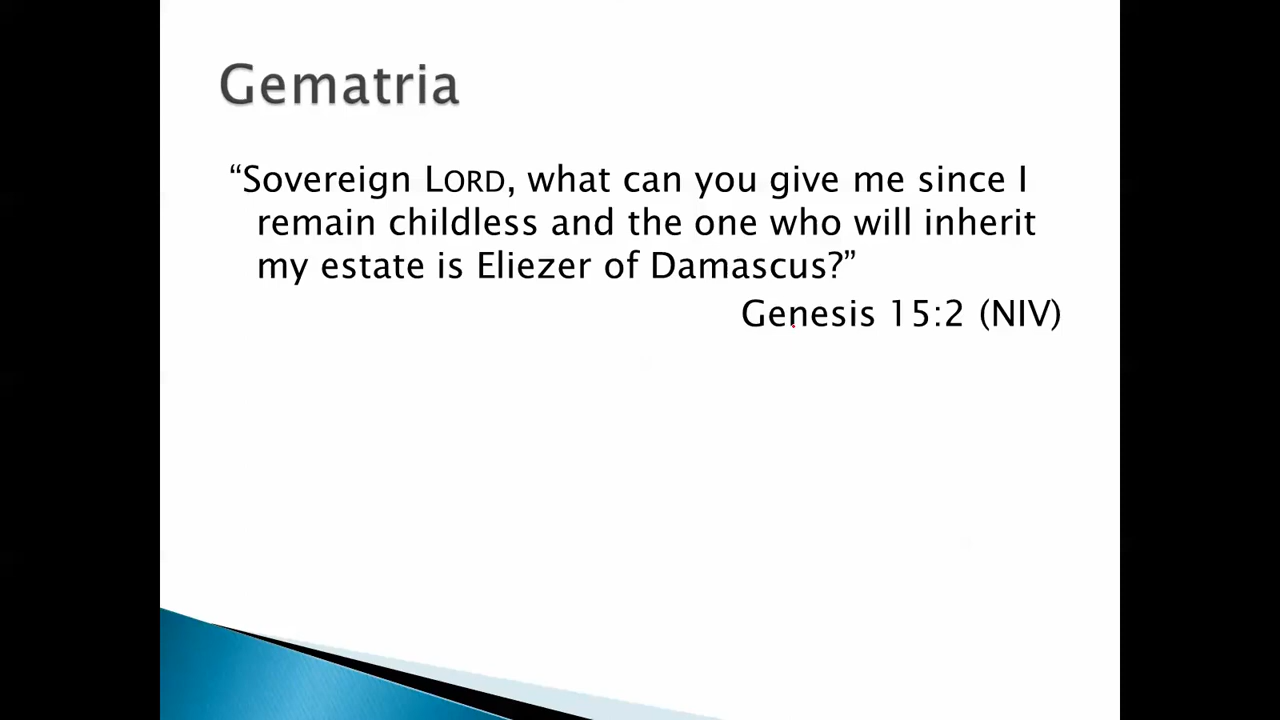 Gematria
“Sovereign LORD, what can you give me since I
remain childless and the one who will inherit
my estate is Eliezer of Damascus?”
Genesis 15:2 (NIV)